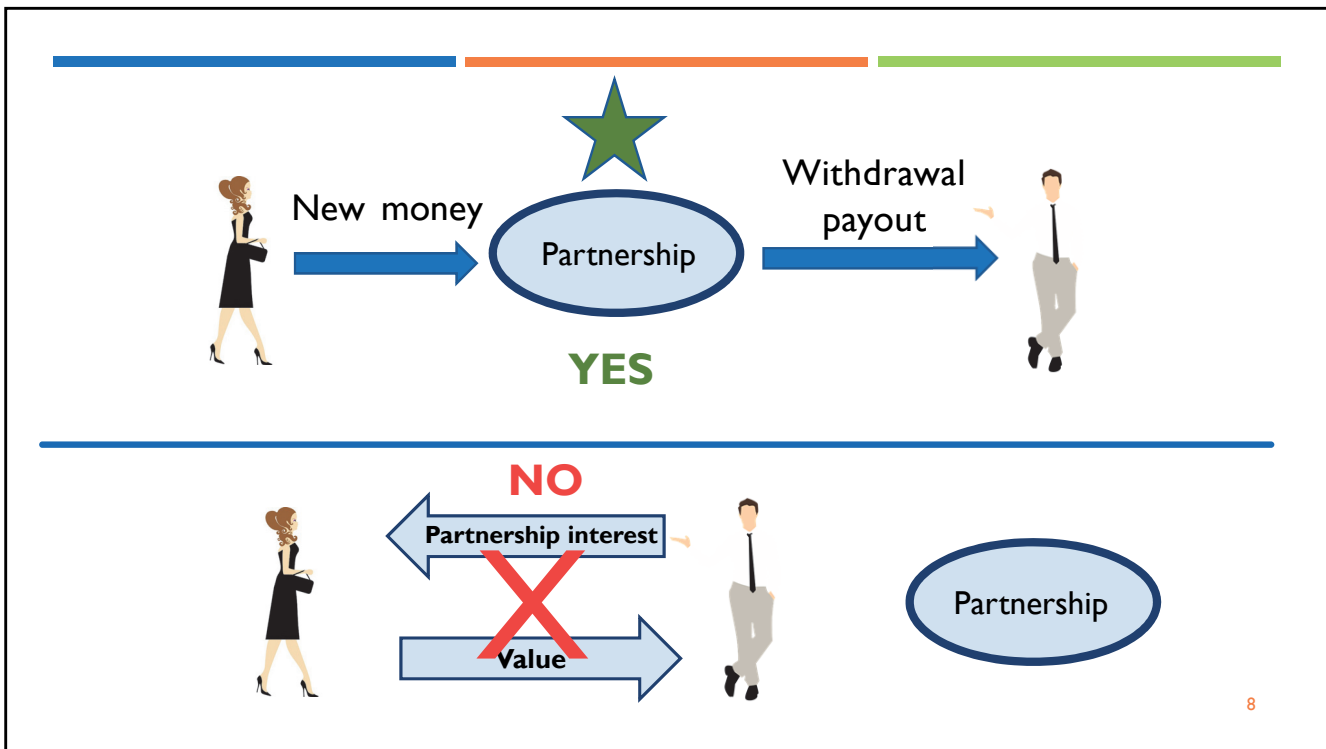 New money
Partnership
Withdrawal
payout
YES
NO
Partnership interest
Value
Partnership
8